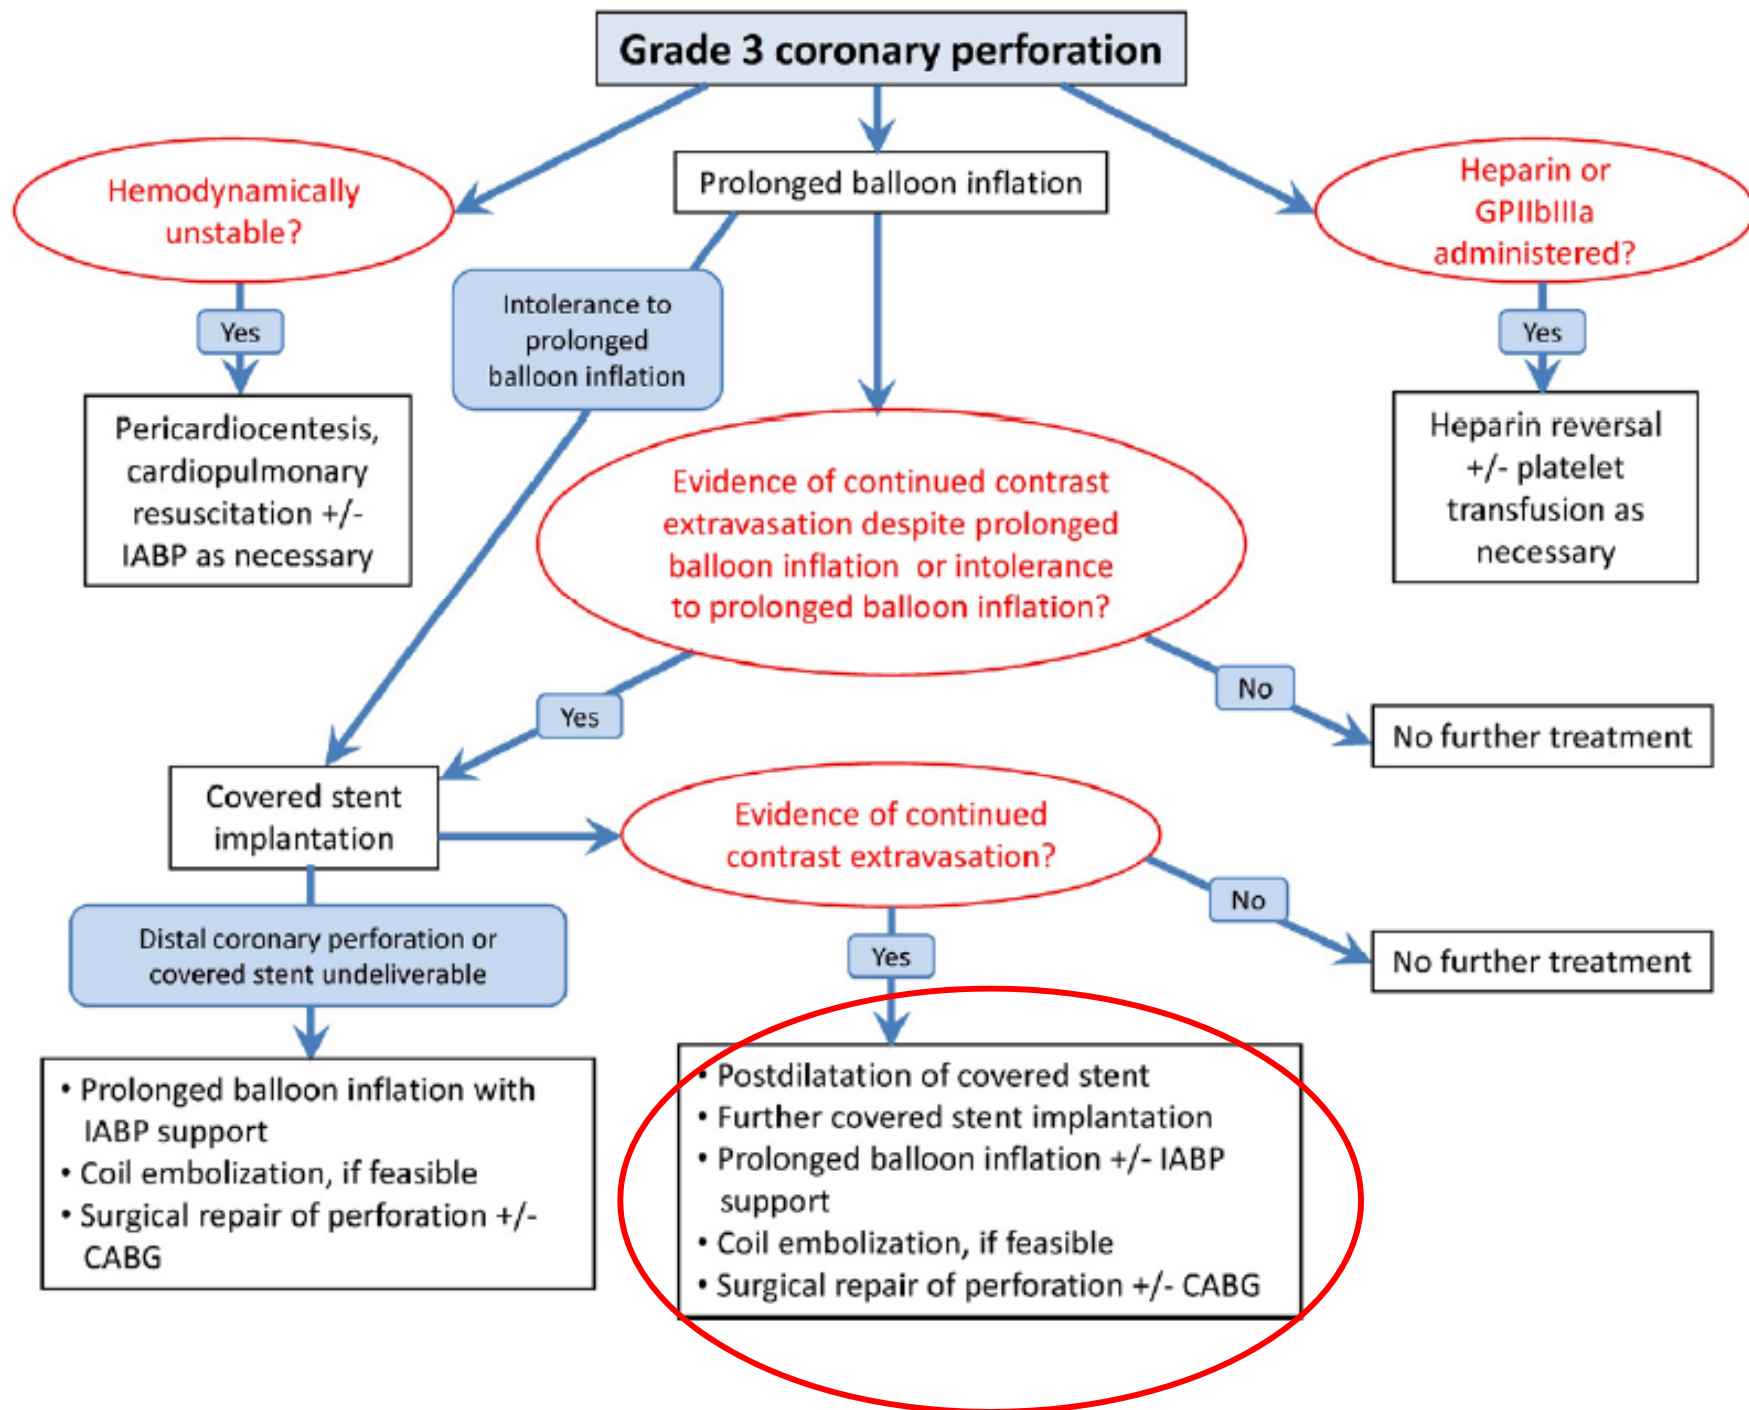 Grade 3 coronary perforation
Hemodynamically
unstable?
Prolonged balloon inflation
Heparin or
GPIIbIIIa
administered?
Yes
Intolerance to
prolonged
balloon inflation
Yes
Pericardiocentesis,
cardiopulmonary
resuscitation +/-
IABP as necessary
Evidence of continued contrast
extravasation despite prolonged
balloon inflation or intolerance
to prolonged balloon inflation?
Heparin reversal
+/- platelet
transfusion as
necessary
Yes
No
No further treatment
Covered stent
implantation
Evidence of continued
contrast extravasation?
No
Distal coronary perforation or
covered stent undeliverable
Yes
No further treatment
• Prolonged balloon inflation with
IABP support
• Coil embolization, if feasible
• Surgical repair of perforation +/-
CABG
• Postdilatation of covered stent
• Further covered stent implantation
• Prolonged balloon inflation +/- IABP
support
• Coil embolization, if feasible
• Surgical repair of perforation +/- CABG